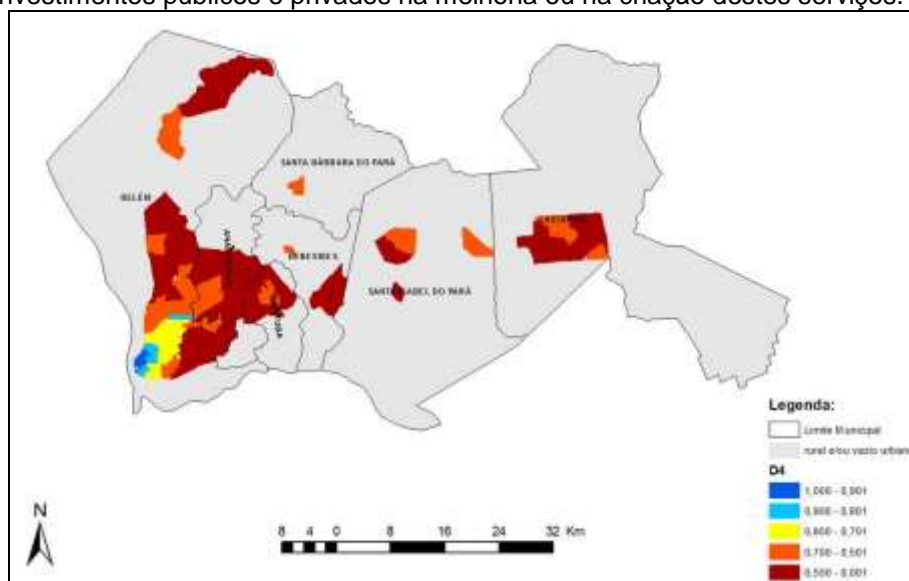 nvestimentos públicos e privados na melhoria ou na criação destes serviços.
SANTA BÁRBARA DO PARÁ
BELÉM
BENEVIDES
SANTA ISABEL DO PARÁ
Legenda:
Limite Municipal
rural e/ou vazio urbano
D4
1,000 - 0,901
0,900 - 0,801
0,800 - 0,701
0,700 - 0,501
0,500 - 0,001
N
8 4 0 8 16 24 32 Km